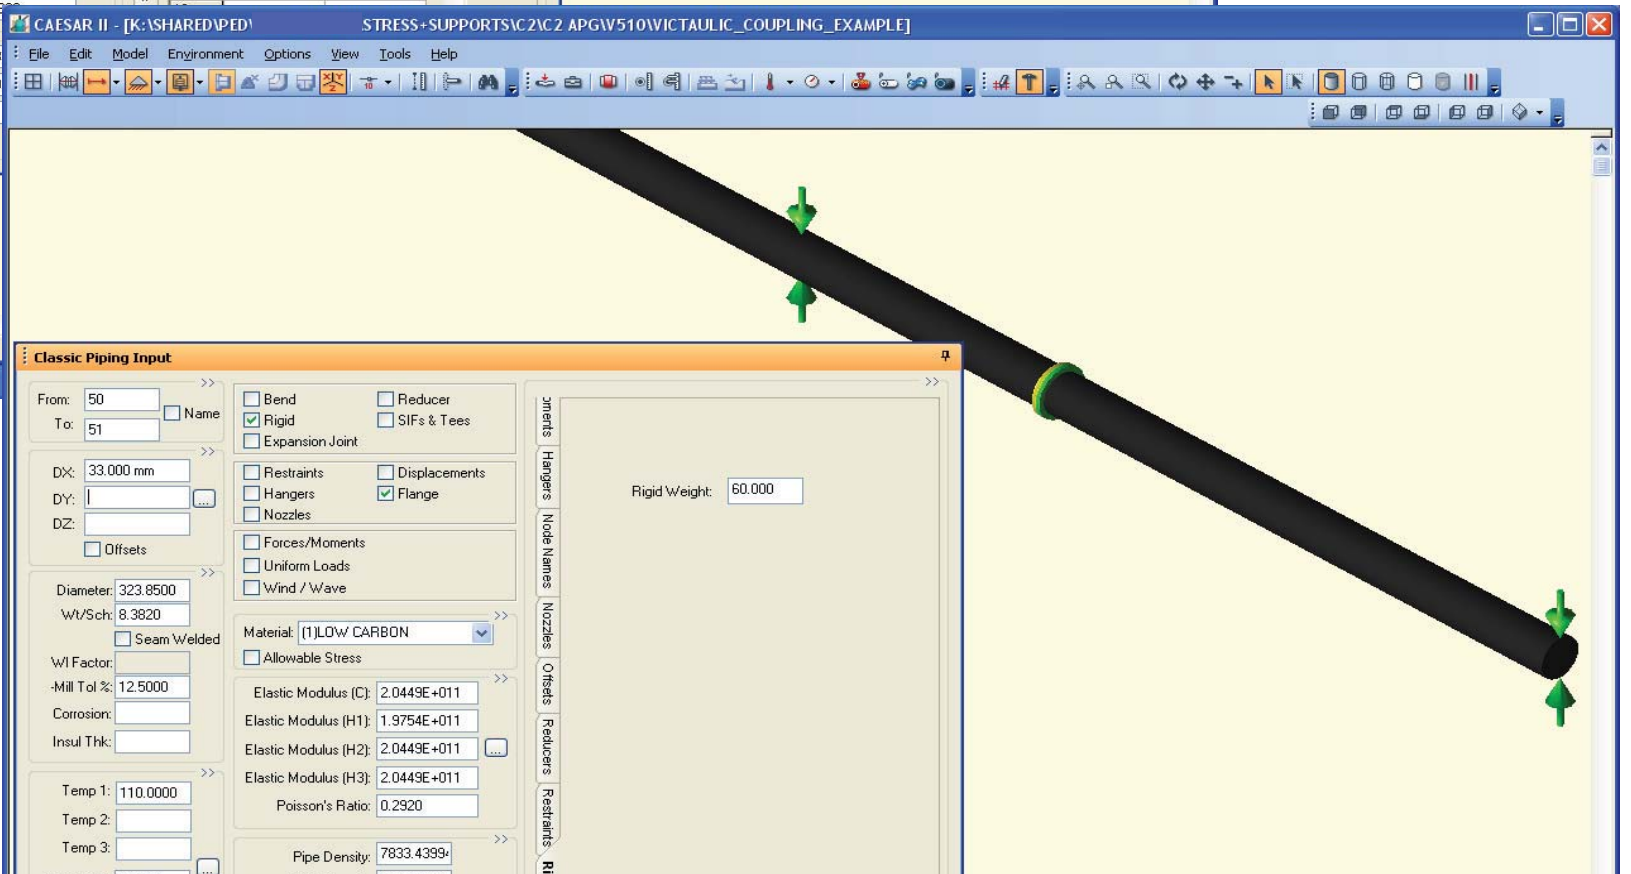 CAESAR II - [K:\SHARED\PED\ STRESS+SUPPORTS\C2\C2 APG\V510\VICTAULIC_COUPLING_EXAMPLE]
File Edit Model Environment Options View Tools Help
Classic Piping Input
From: 50
To: 51
Name
DX: 33.000 mm
DY:
...
DZ:
Offsets
Diameter: 323.8500
Wt/Sch: 8.3820
Seam Welded
WI Factor:
-Mill Tol %: 12.5000
Corrosion:
Insul Thk:
Temp 1: 110.0000
Temp 2:
Temp 3:
...
Bend Reducer
Rigid SIFs & Tees
Expansion Joint
Restraints Displacements
Hangers Flange
Nozzles
Forces/Moments
Uniform Loads
Wind / Wave
Material: (1)LOW CARBON
Allowable Stress
Elastic Modulus (C): 2.0449E+011
Elastic Modulus (H1): 1.9754E+011
Elastic Modulus (H2): 2.0449E+011 ...
Elastic Modulus (H3): 2.0449E+011
Poisson's Ratio: 0.2920
Pipe Density: 7833.4399
oments
Hangers
Node Names
Nozzles
Offsets
Reducers
Restraints
Ri
Rigid Weight: 60.000